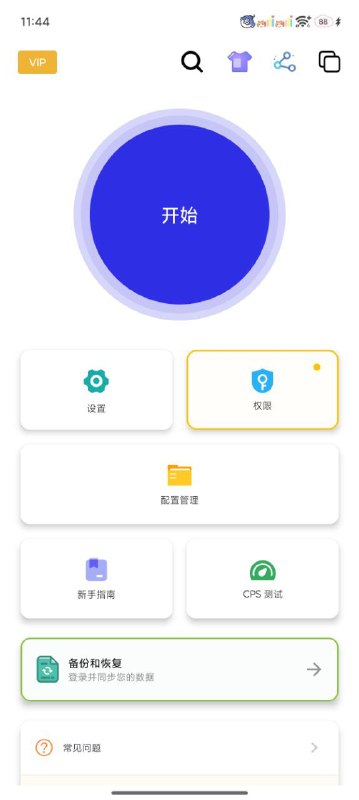 11:44
88
VIP
开始
设置
权限
配置管理
新手指南
CPS 测试
备份和恢复
登录并同步您的数据
常见问题